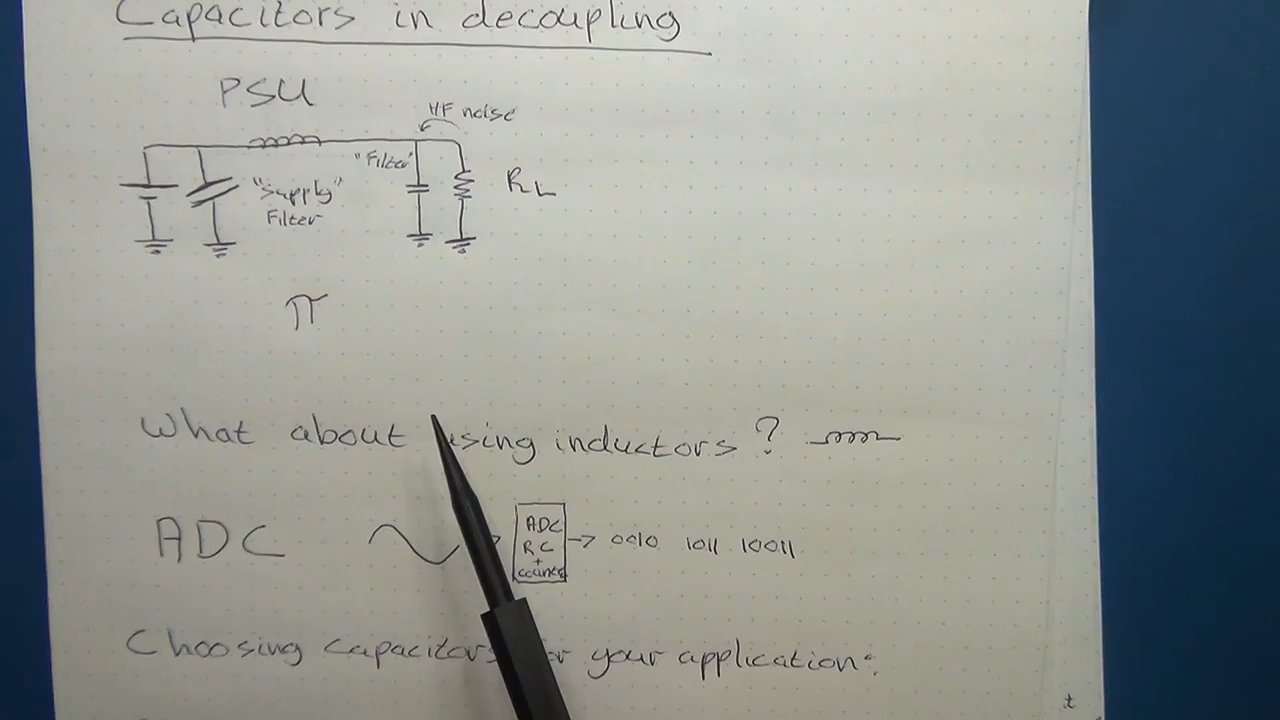 Capacitors in decoupling
PSU
HF noise
"Filter"
"Supply"
Filter
RL
π
What about using inductors?
ADC
ADC
RC
+
counter
→ 0010 1011 10011
Choosing capacitors your application:
t